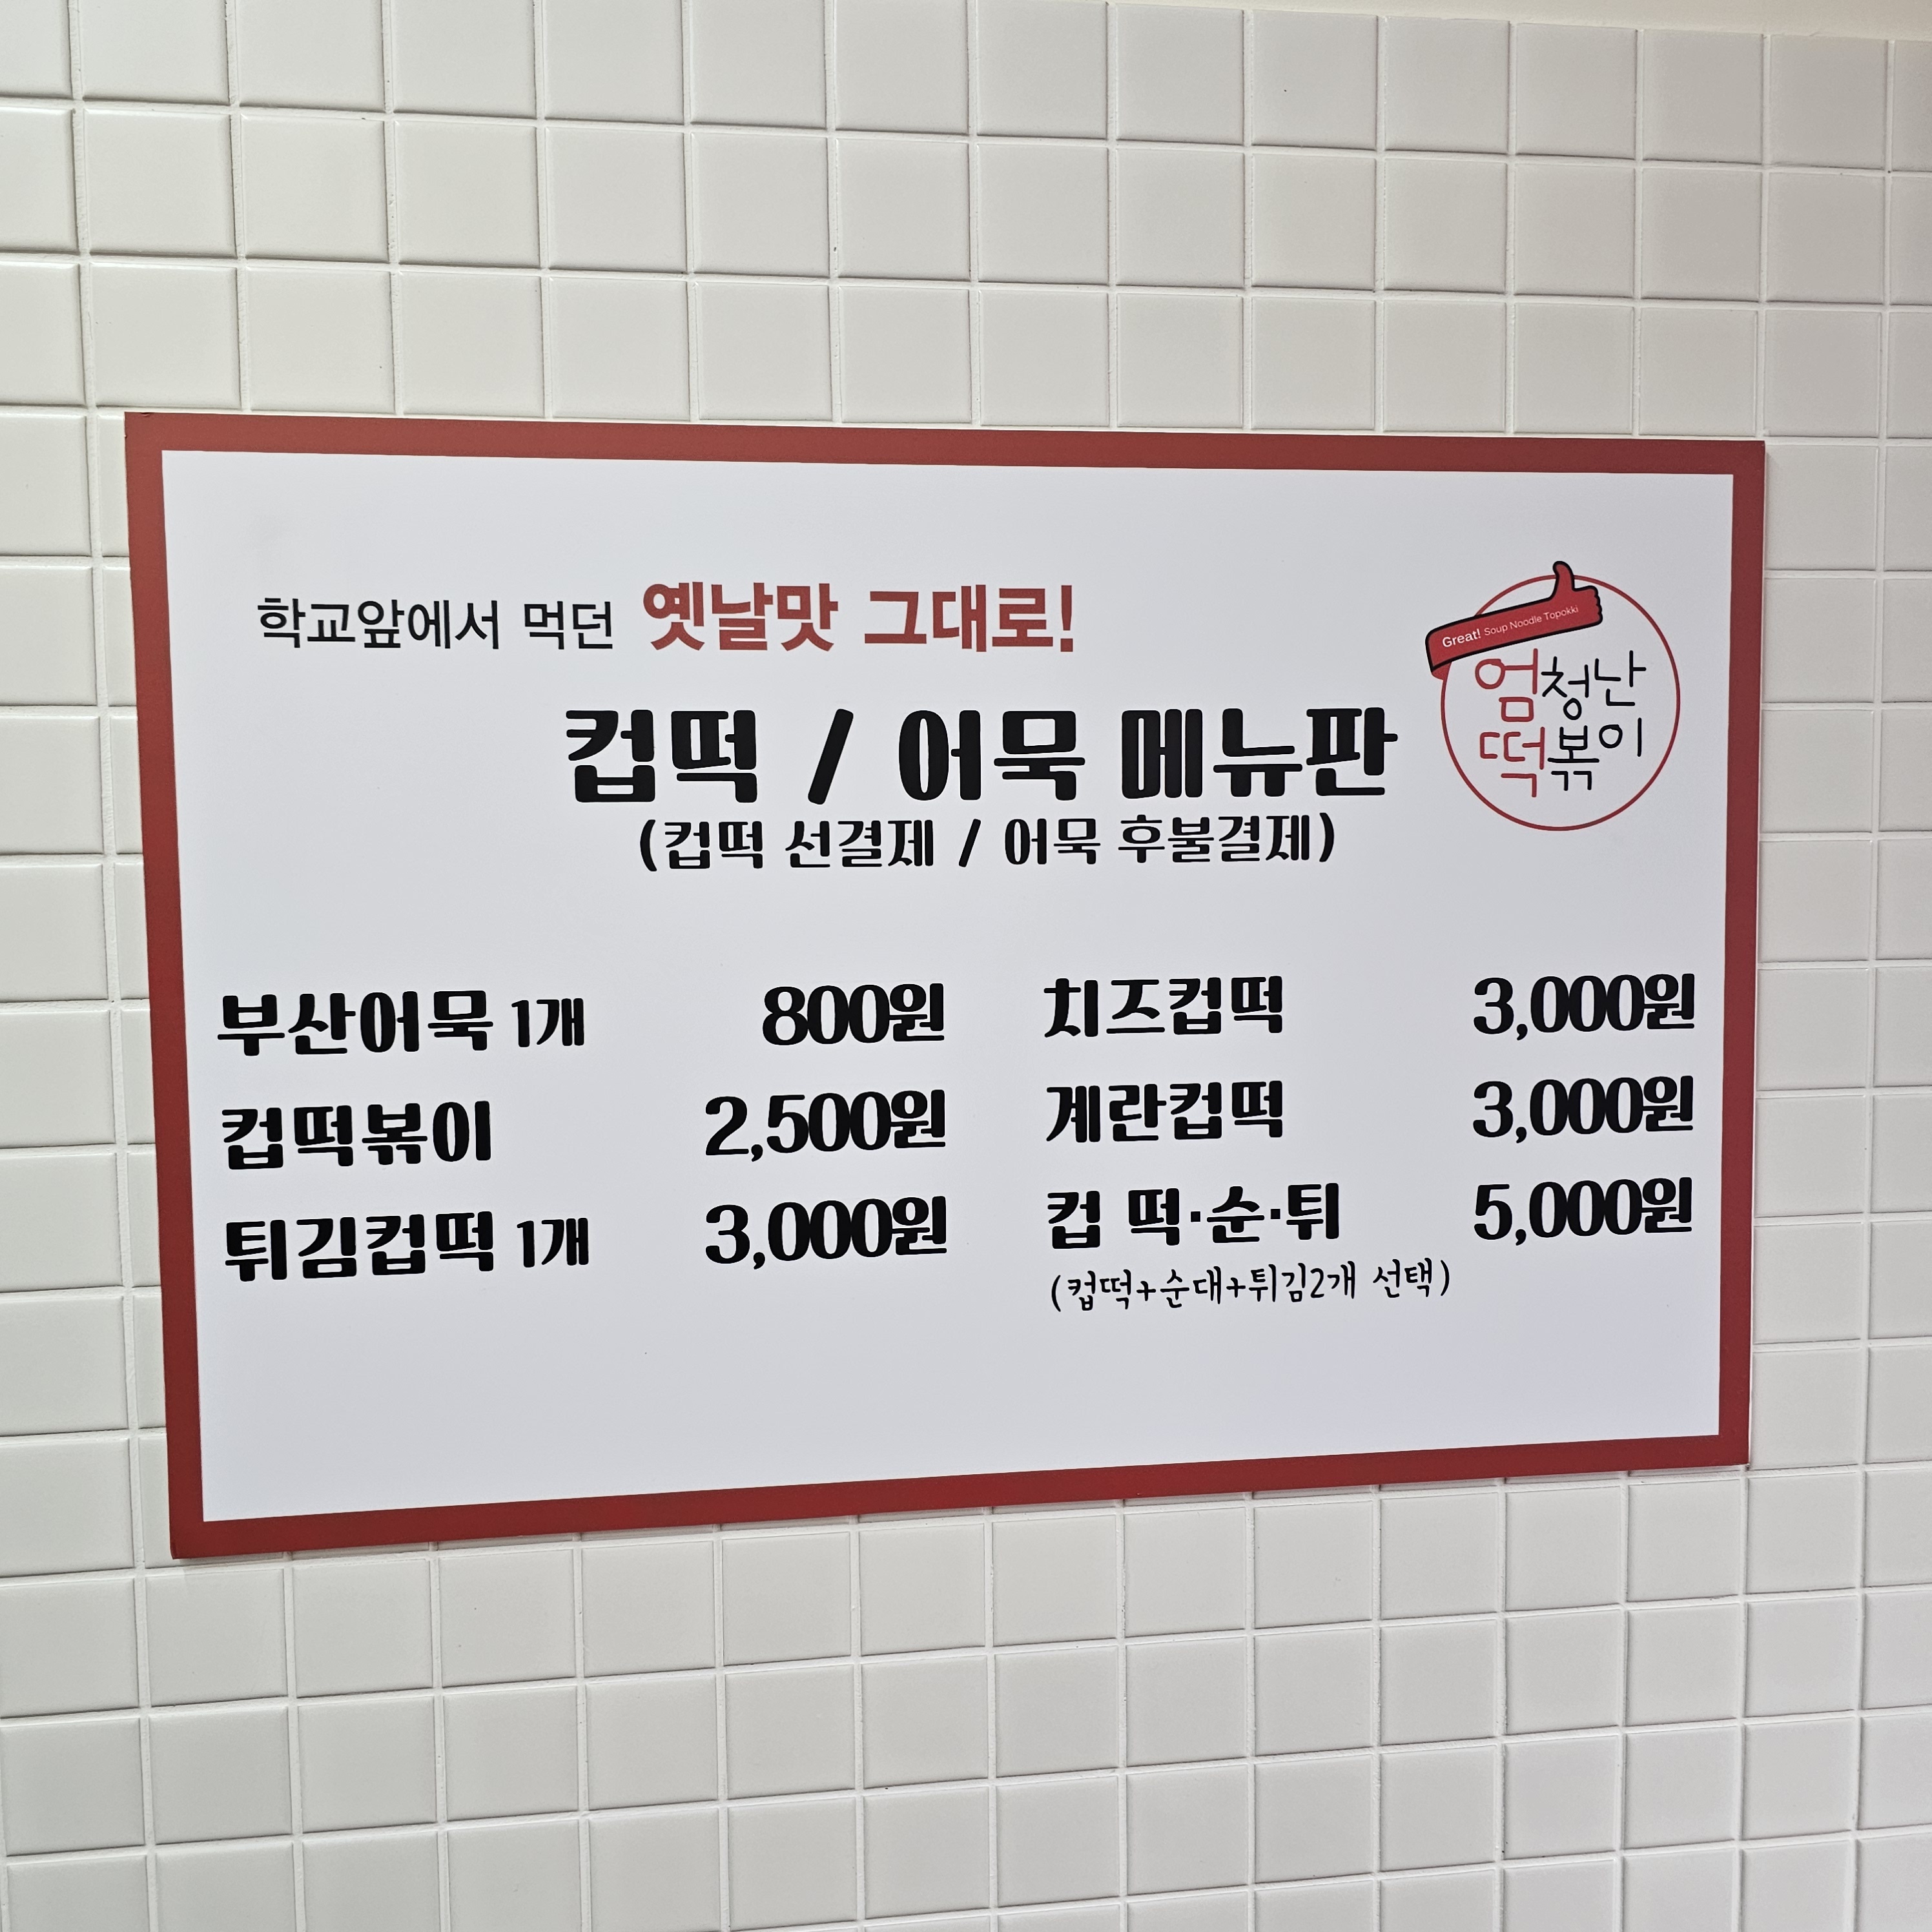 학교앞에서 먹던 옛날맛 그대로!
Great! Soup Noodle Topokki
엄청난
떡볶이
컵떡 / 어묵 메뉴판
(컵떡 선결제 / 어묵 후불결제)
부산어묵 1개 800원
컵떡볶이 2,500원
튀김컵떡 1개 3,000원
치즈컵떡 3,000원
계란컵떡 3,000원
컵 떡·순·튀 5,000원
(컵떡+순대+튀김2개 선택)